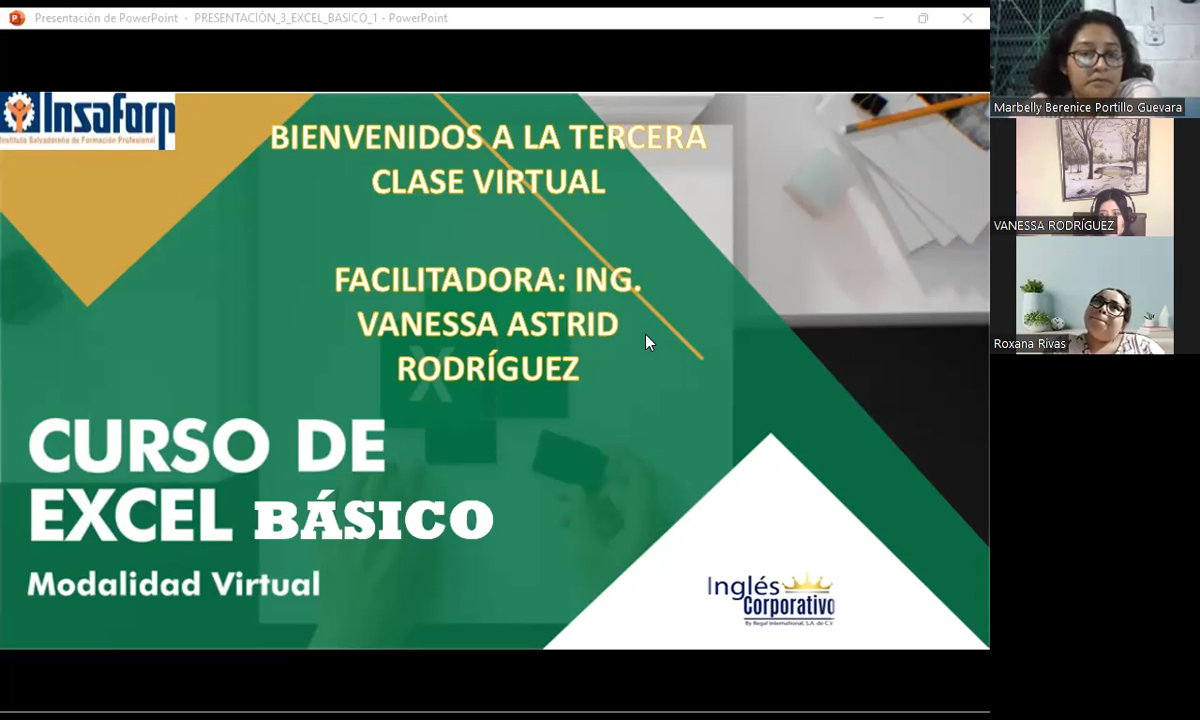 Presentación de PowerPoint - PRESENTACIÓN_3_EXCEL_BASICO_1 - PowerPoint
Insaforp
Instituto Salvadoreño de Formación Profesional
BIENVENIDOS A LA TERCERA
CLASE VIRTUAL
FACILITADORA: ING.
VANESSA ASTRID
RODRÍGUEZ
CURSO DE
EXCEL BÁSICO
Modalidad Virtual
Inglés
Corporativo
By Regal International, S.A. de C.V
Marbelly Berenice Portillo Guevara
VANESSA RODRÍGUEZ
Roxana Rivas